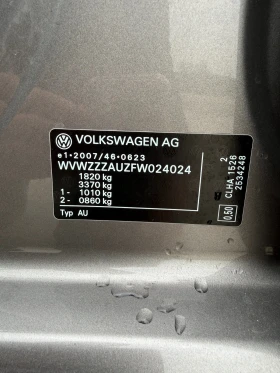 VOLKSWAGEN AG
e1*2007/46*0623
WVWZZZAUZFW024024
1820 kg
3370 kg
1- 1010 kg
2- 0860 kg
Typ AU
2
CLHA 1526
2534248
0,50